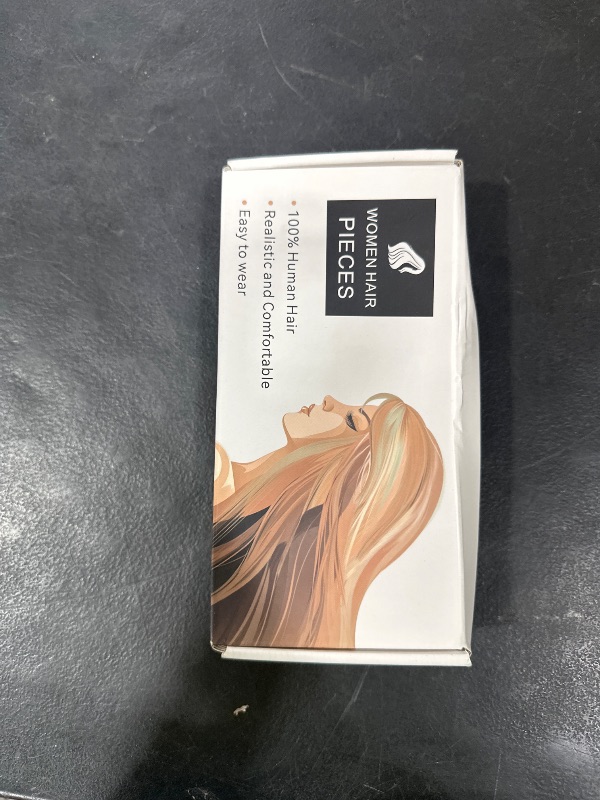 WOMEN HAIR
PIECES
• 100% Human Hair
• Realistic and Comfortable
• Easy to wear